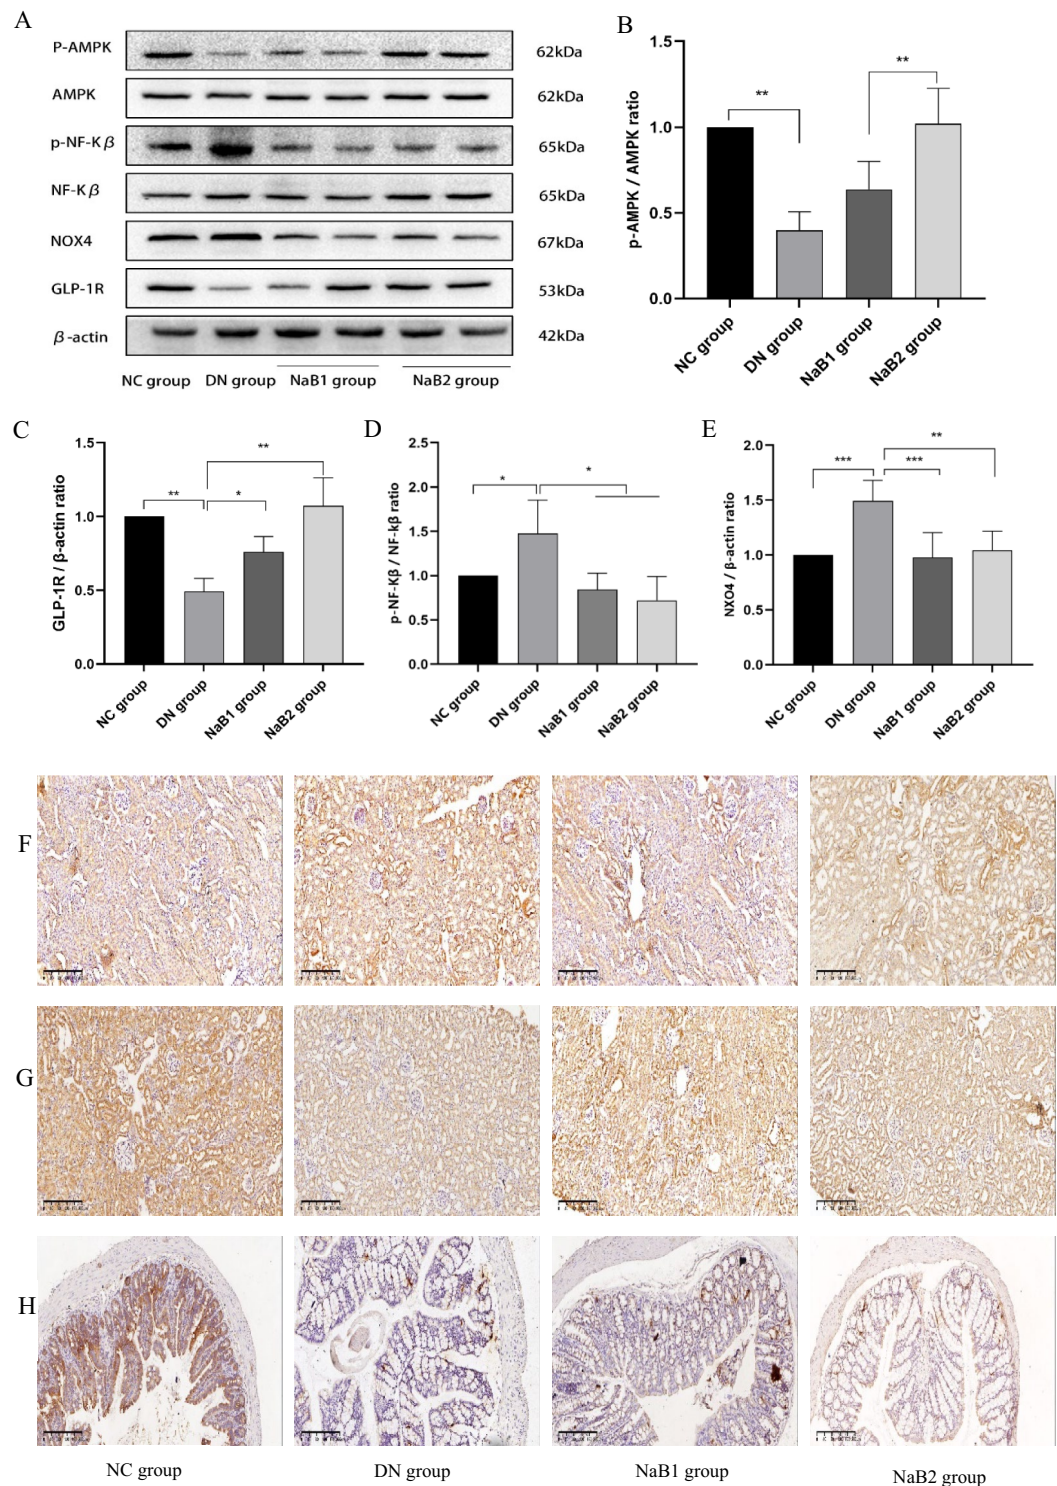 A
P-AMPK
62kDa
AMPK
62kDa
p-NF-Kβ
65kDa
NF-Kβ
65kDa
NOX4
67kDa
GLP-1R
53kDa
β-actin
42kDa
NC group DN group NaB1 group NaB2 group
B
p-AMPK / AMPK ratio
1.5
1.0
0.5
0.0
**
**
NC group
DN group
NaB1 group
NaB2 group
C
GLP-1R / β-actin ratio
1.5
1.0
0.5
0.0
**
*
**
NC group
DN group
NaB1 group
NaB2 group
D
p-NF-Kβ / NF-kβ ratio
2.5
2.0
1.5
1.0
0.5
0.0
*
*
NC group
DN group
NaB1 group
NaB2 group
E
NXO4 / β-actin ratio
2.0
1.5
1.0
0.5
0.0
***
***
**
NC group
DN group
NaB1 group
NaB2 group
F
G
H
NC group
DN group
NaB1 group
NaB2 group